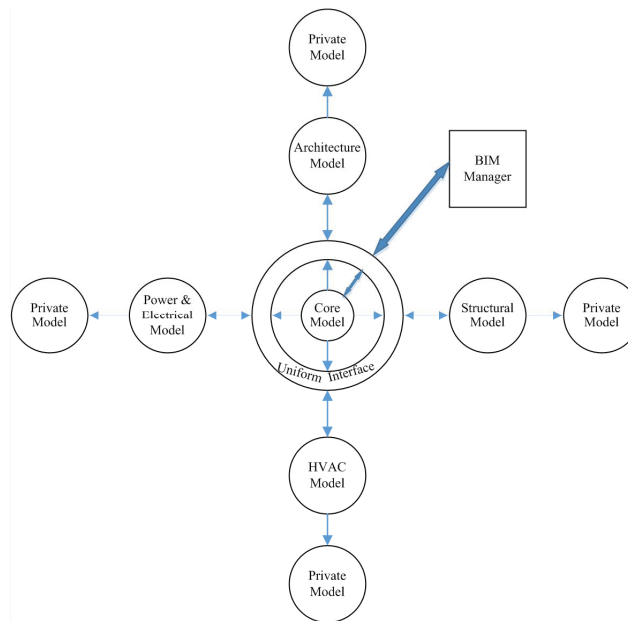 Private
Model
Architecture
Model
BIM
Manager
Private
Model
Power &
Electrical
Model
Core
Model
Structural
Model
Private
Model
Uniform Interface
HVAC
Model
Private
Model